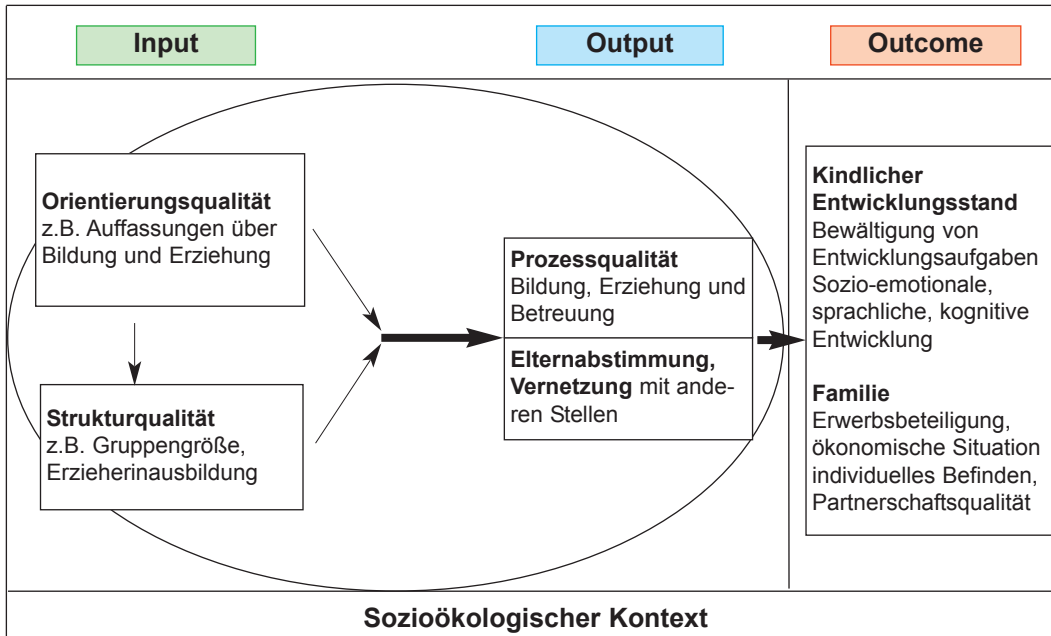 Input
Output
Outcome
Orientierungsqualität
z.B. Auffassungen über
Bildung und Erziehung
Strukturqualität
z.B. Gruppengröße,
Erzieherinausbildung
Prozessqualität
Bildung, Erziehung und
Betreuung
Elternabstimmung,
Vernetzung mit ande-
ren Stellen
Kindlicher
Entwicklungsstand
Bewältigung von
Entwicklungsaufgaben
Sozio-emotionale,
sprachliche, kognitive
Entwicklung
Familie
Erwerbsbeteiligung,
ökonomische Situation
individuelles Befinden,
Partnerschaftsqualität
Sozioökologischer Kontext